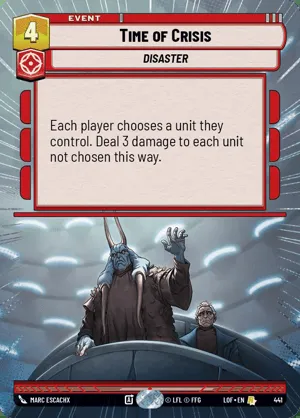 EVENT
4
TIME OF CRISIS
DISASTER
Each player chooses a unit they
control. Deal 3 damage to each unit
not chosen this way.
MARC ESCACHX
© LFL © FFG
LOF • EN
441